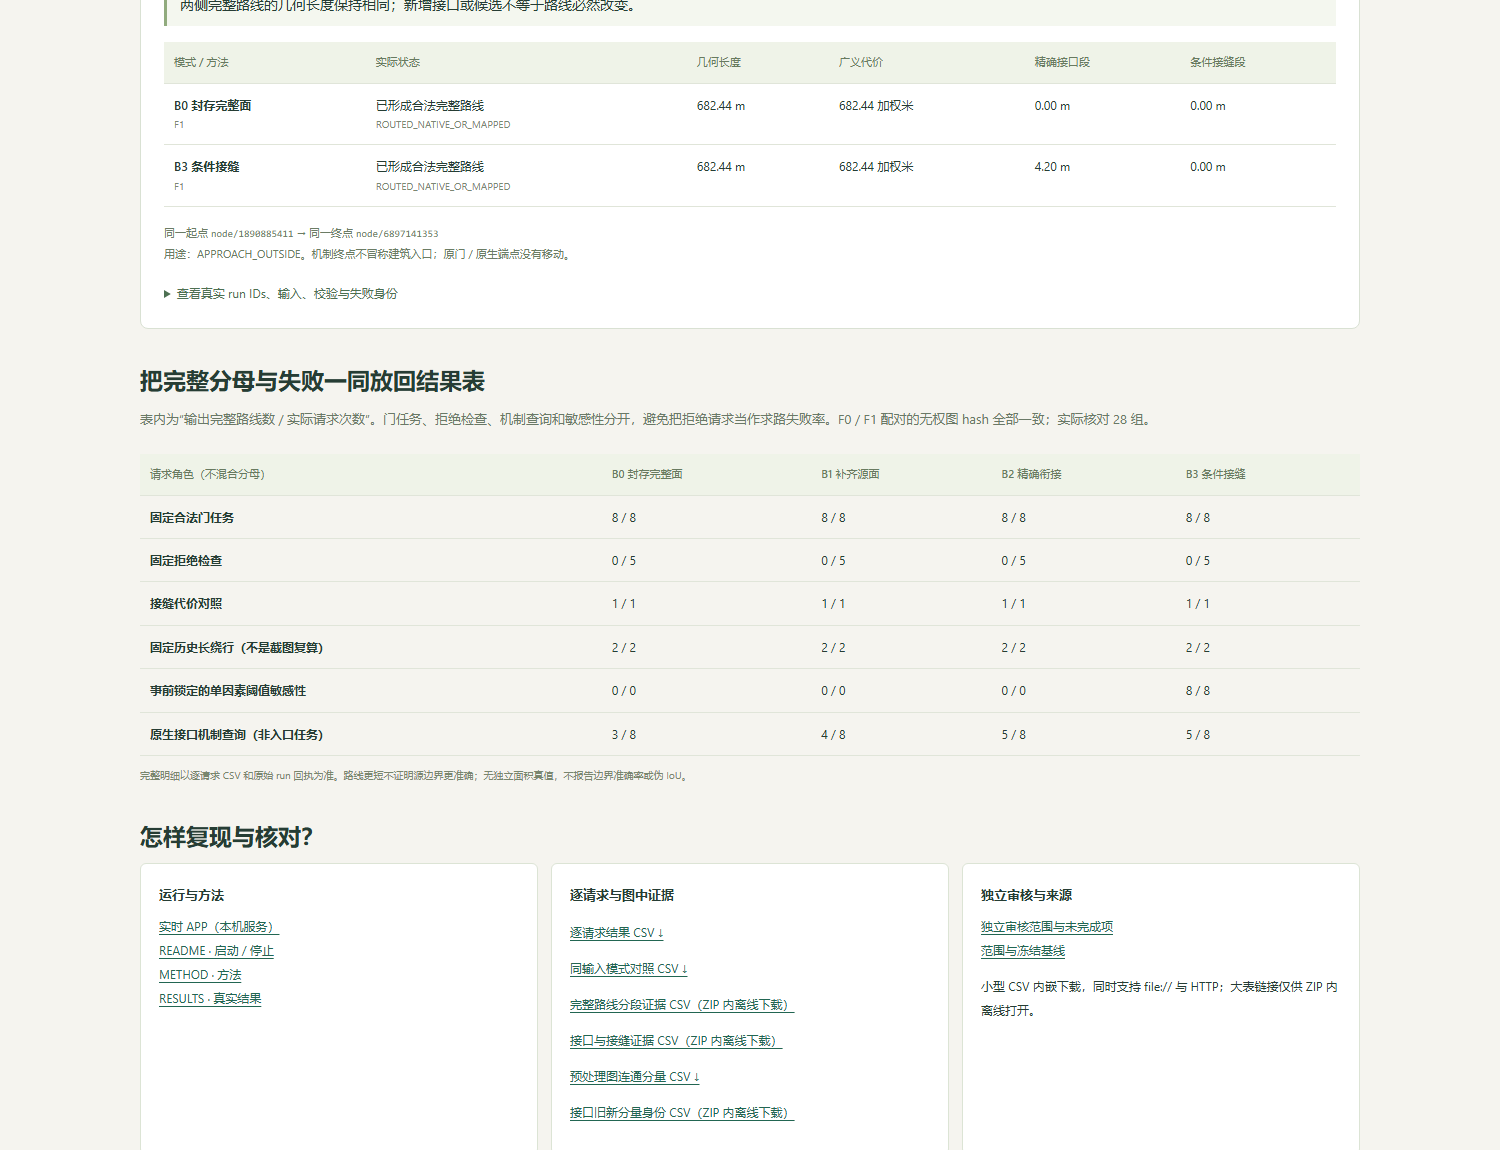 两侧完整路线的几何长度保持相同；新增接口或候选不等于路线必然改变。
模式 / 方法 实际状态 几何长度 广义代价 精确接口段 条件接缝段
B0 封存完整面 已形成合法完整路线 682.44 m 682.44 加权米 0.00 m 0.00 m
F1 ROUTED_NATIVE_OR_MAPPED
B3 条件接缝 已形成合法完整路线 682.44 m 682.44 加权米 4.20 m 0.00 m
F1 ROUTED_NATIVE_OR_MAPPED
同一起点 node/1890885411 → 同一终点 node/6897141353
用途：APPROACH_OUTSIDE。机制终点不冒称建筑入口；原门 / 原生端点没有移动。
▶ 查看真实 run IDs、输入、校验与失败身份
把完整分母与失败一同放回结果表
表内为“输出完整路线数 / 实际请求次数”。门任务、拒绝检查、机制查询和敏感性分开，避免把拒绝请求当作求路失败率。F0 / F1 配对的无权图 hash 全部一致；实际核对 28 组。
请求角色（不混合分母） B0 封存完整面 B1 补齐源面 B2 精确衔接 B3 条件接缝
固定合法门任务 8 / 8 8 / 8 8 / 8 8 / 8
固定拒绝检查 0 / 5 0 / 5 0 / 5 0 / 5
接缝代价对照 1 / 1 1 / 1 1 / 1 1 / 1
固定历史长绕行（不是截图复算） 2 / 2 2 / 2 2 / 2 2 / 2
事前锁定的单因素阈值敏感性 0 / 0 0 / 0 0 / 0 8 / 8
原生接口机制查询（非入口任务） 3 / 8 4 / 8 5 / 8 5 / 8
完整明细以逐请求 CSV 和原始 run 回执为准。路线更短不证明源边界更准确；无独立面积真值，不报告边界准确率或伪 IoU。
怎样复现与核对？
运行与方法
实时 APP（本机服务）
README · 启动 / 停止
METHOD · 方法
RESULTS · 真实结果
逐请求与图中证据
逐请求结果 CSV ↓
同输入模式对照 CSV ↓
完整路线分段证据 CSV（ZIP 内离线下载）
接口与接缝证据 CSV（ZIP 内离线下载）
预处理图连通分量 CSV ↓
接口旧新分量身份 CSV（ZIP 内离线下载）
独立审核与来源
独立审核范围与未完成项
范围与冻结基线
小型 CSV 内嵌下载，同时支持 file:// 与 HTTP；大表链接仅供 ZIP 内
离线打开。